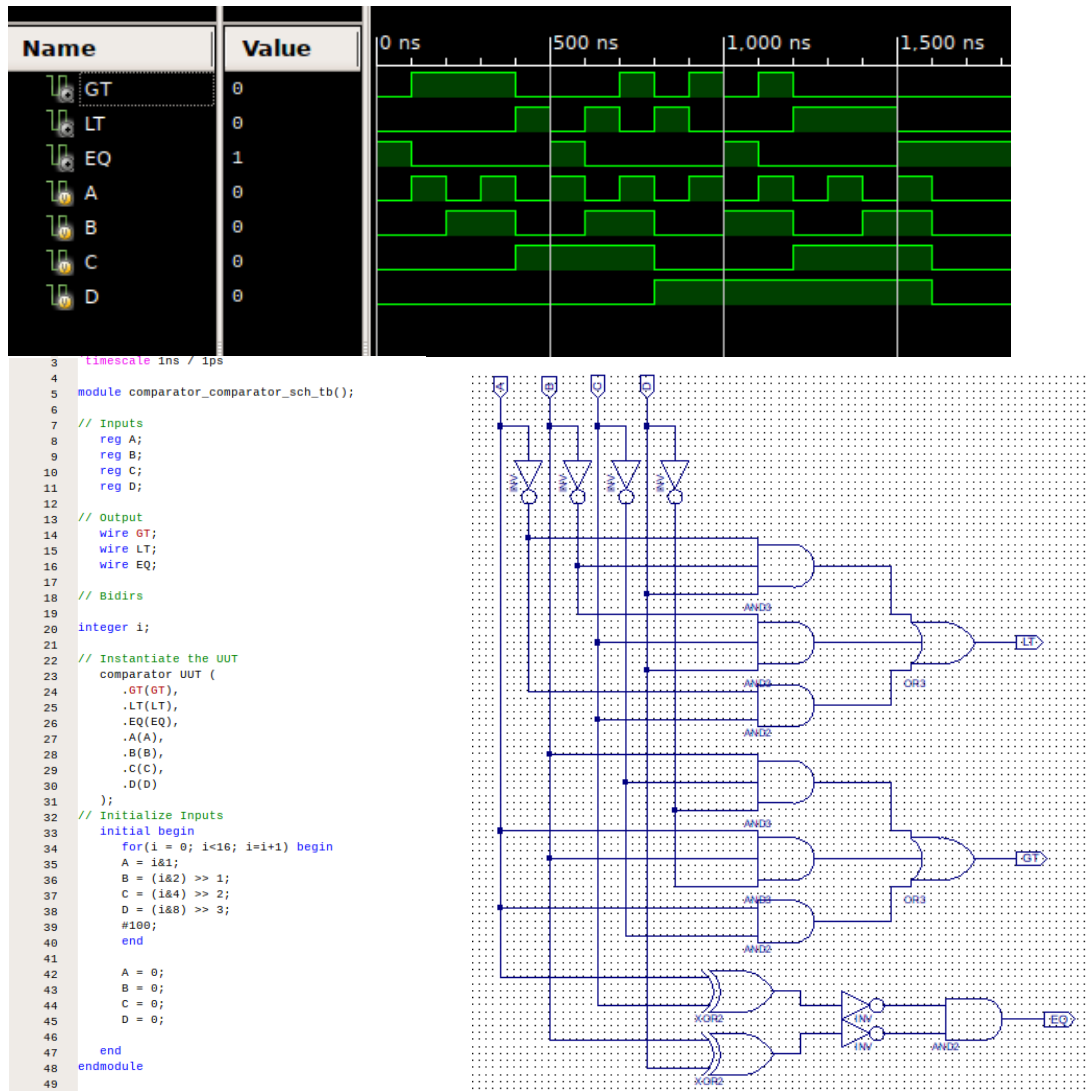 Name Value 0 ns 500 ns 1,000 ns 1,500 ns
GT 0
LT 0
EQ 1
A 0
B 0
C 0
D 0
3 `timescale 1ns / 1ps
4
5 module comparator_comparator_sch_tb();
6
7 // Inputs
8 reg A;
9 reg B;
10 reg C;
11 reg D;
12
13 // Output
14 wire GT;
15 wire LT;
16 wire EQ;
17
18 // Bidirs
19
20 integer i;
21
22 // Instantiate the UUT
23 comparator UUT (
24 .GT(GT),
25 .LT(LT),
26 .EQ(EQ),
27 .A(A),
28 .B(B),
29 .C(C),
30 .D(D)
31 );
32 // Initialize Inputs
33 initial begin
34 for(i = 0; i<16; i=i+1) begin
35 A = i&1;
36 B = (i&2) >> 1;
37 C = (i&4) >> 2;
38 D = (i&8) >> 3;
39 #100;
40 end
41
42 A = 0;
43 B = 0;
44 C = 0;
45 D = 0;
46
47 end
48 endmodule
49
A B C D
INV INV INV INV
AND3
LT
AND3 OR3
AND2
AND3
GT
AND3 OR3
AND2
XOR2 INV EQ
INV AND2
XOR2